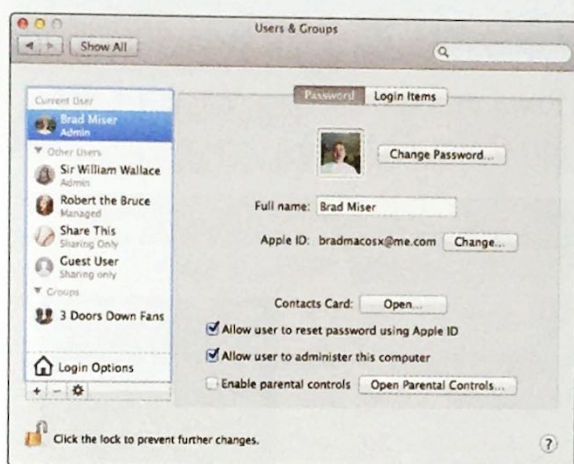 Users & Groups
Show All
Password
Login Items
Current User
Brad Miser
Admin
Other Users
Sir William Wallace
Admin
Robert the Bruce
Managed
Share This
Sharing Only
Guest User
Sharing only
Groups
3 Doors Down Fans
Login Options
+ −
Change Password...
Full name: Brad Miser
Apple ID: bradmacosx@me.com Change...
Contacts Card: Open...
Allow user to reset password using Apple ID
Allow user to administer this computer
Enable parental controls Open Parental Controls...
Click the lock to prevent further changes.
?